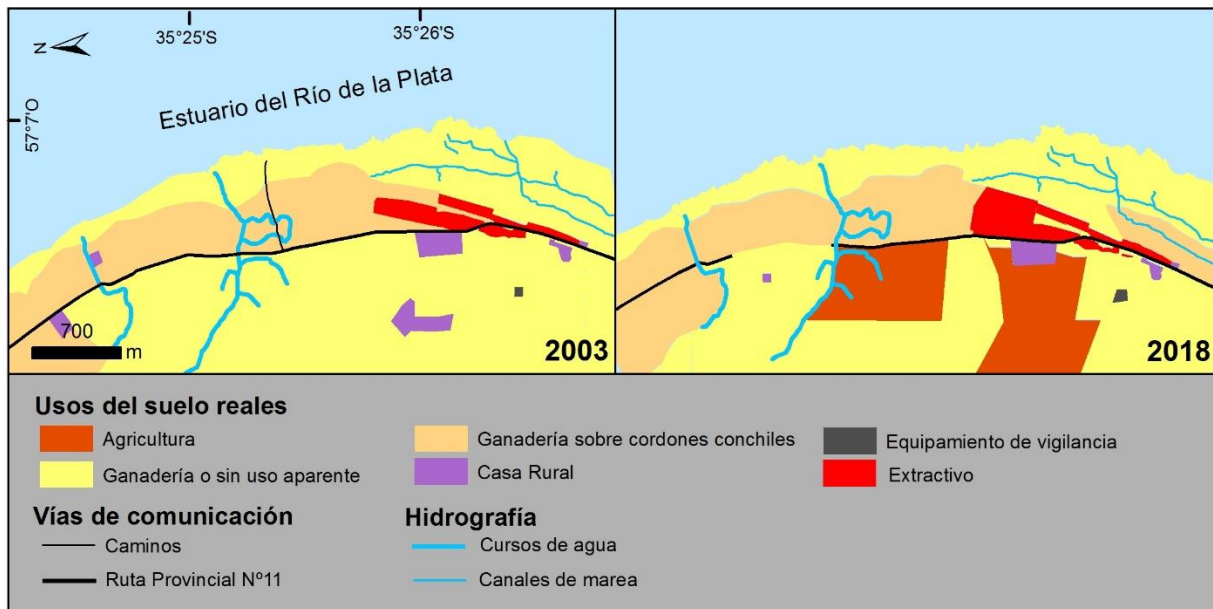 35°25'S
35°26'S
N
57°7'O
Estuario del Río de la Plata
700
m
2003
2018
Usos del suelo reales
Agricultura
Ganadería sobre cordones conchiles
Equipamiento de vigilancia
Ganadería o sin uso aparente
Casa Rural
Extractivo
Vías de comunicación
Hidrografía
Caminos
Cursos de agua
Ruta Provincial Nº11
Canales de marea